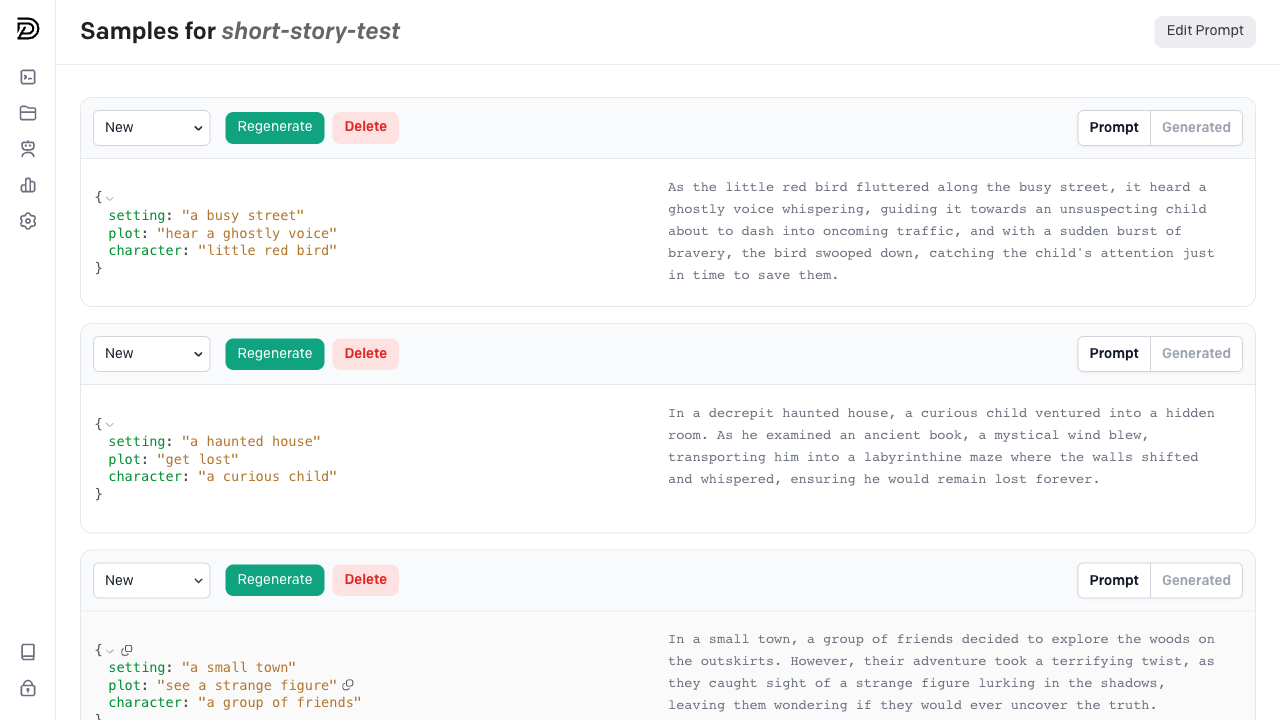 Samples for short-story-test
Edit Prompt
New
Regenerate
Delete
Prompt
Generated
{
setting: "a busy street"
plot: "hear a ghostly voice"
character: "little red bird"
}
As the little red bird fluttered along the busy street, it heard a
ghostly voice whispering, guiding it towards an unsuspecting child
about to dash into oncoming traffic, and with a sudden burst of
bravery, the bird swooped down, catching the child's attention just
in time to save them.
New
Regenerate
Delete
Prompt
Generated
{
setting: "a haunted house"
plot: "get lost"
character: "a curious child"
}
In a decrepit haunted house, a curious child ventured into a hidden
room. As he examined an ancient book, a mystical wind blew,
transporting him into a labyrinthine maze where the walls shifted
and whispered, ensuring he would remain lost forever.
New
Regenerate
Delete
Prompt
Generated
{
setting: "a small town"
plot: "see a strange figure"
character: "a group of friends"
}
In a small town, a group of friends decided to explore the woods on
the outskirts. However, their adventure took a terrifying twist, as
they caught sight of a strange figure lurking in the shadows,
leaving them wondering if they would ever uncover the truth.